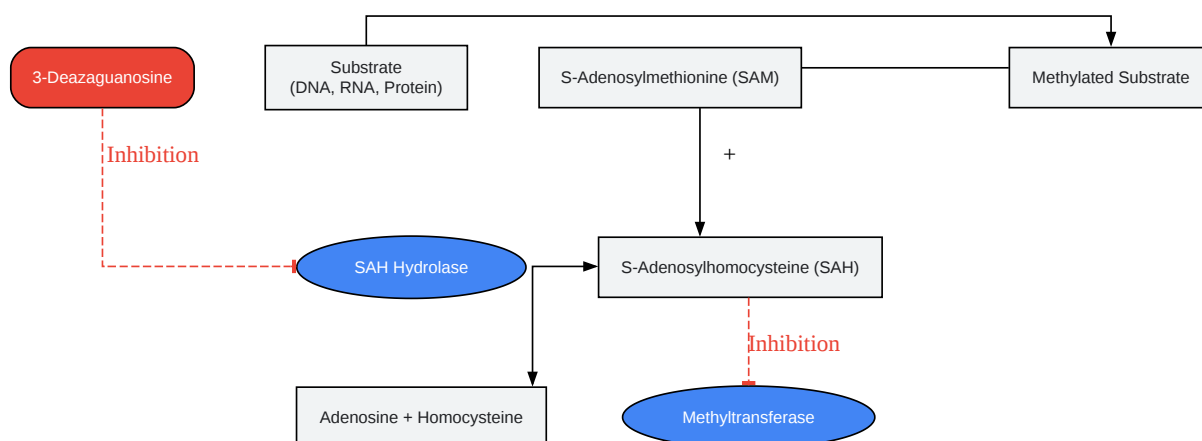 3-Deazaguanosine
Substrate
(DNA, RNA, Protein)
S-Adenosylmethionine (SAM)
Methylated Substrate
Inhibition
+
SAH Hydrolase
S-Adenosylhomocysteine (SAH)
Inhibition
Adenosine + Homocysteine
Methyltransferase